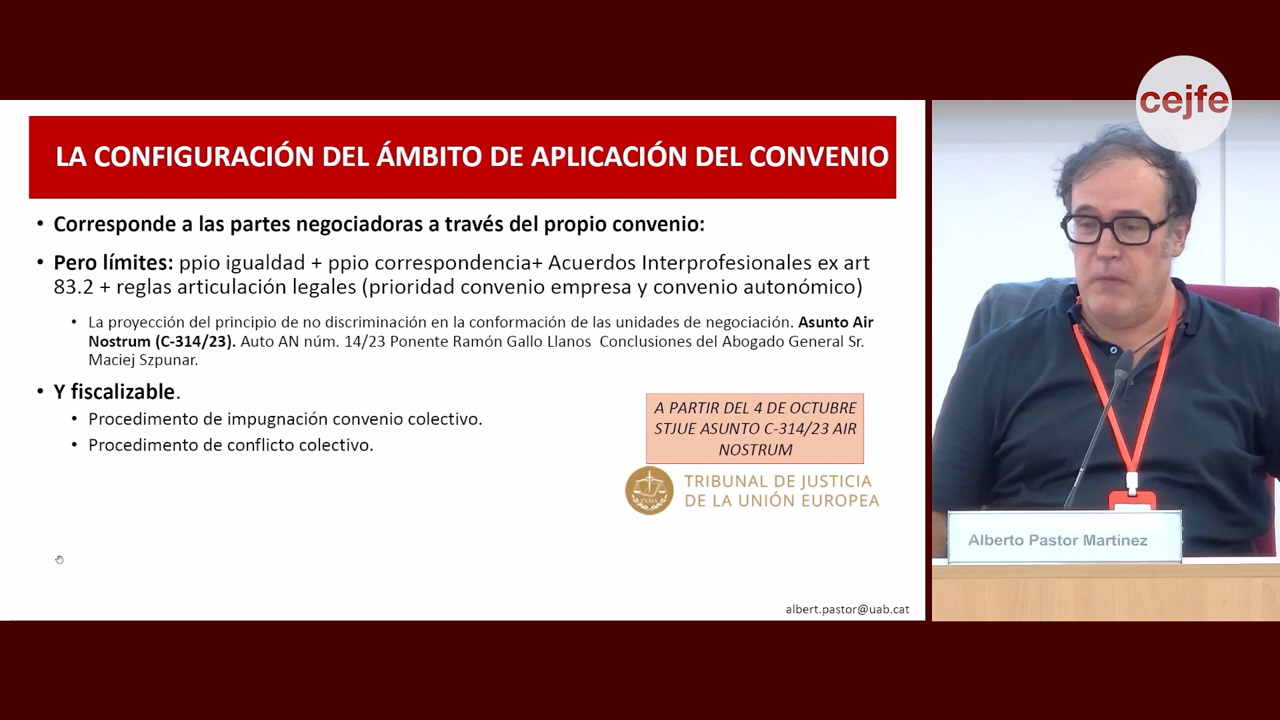 cejfe
LA CONFIGURACIÓN DEL ÁMBITO DE APLICACIÓN DEL CONVENIO
• Corresponde a las partes negociadoras a través del propio convenio:
• Pero límites: ppio igualdad + ppio correspondencia+ Acuerdos Interprofesionales ex art
83.2 + reglas articulación legales (prioridad convenio empresa y convenio autonómico)
• La proyección del principio de no discriminación en la conformación de las unidades de negociación. Asunto Air
Nostrum (C-314/23). Auto AN núm. 14/23 Ponente Ramón Gallo Llanos Conclusiones del Abogado General Sr.
Maciej Szpunar.
• Y fiscalizable.
• Procedimento de impugnación convenio colectivo.
• Procedimento de conflicto colectivo.
A PARTIR DEL 4 DE OCTUBRE
STJUE ASUNTO C-314/23 AIR
NOSTRUM
TRIBUNAL DE JUSTICIA
DE LA UNIÓN EUROPEA
albert.pastor@uab.cat
Alberto Pastor Martínez